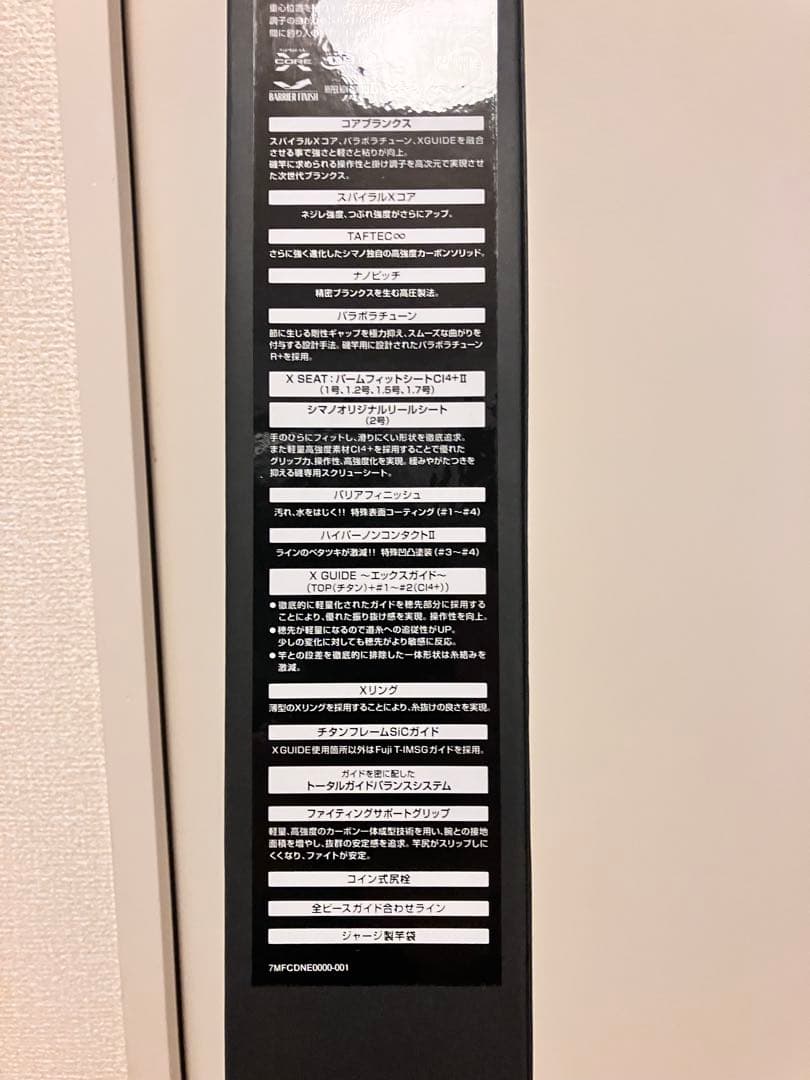 重心位置を
調子の曲が
間に釣り人の
X
CORE
BARRIER FINISH
コアブランクス
スパイラルXコア、パラボラチューン、XGUIDEを融合
させる事で強さと軽さと粘りが向上。
磯竿に求められる操作性と掛け調子を高次元で実現させ
た次世代ブランクス。
スパイラルXコア
ネジレ強度、つぶれ強度がさらにアップ。
TAFTEC∞
さらに強く進化したシマノ独自の高強度カーボンソリッド。
ナノピッチ
精密ブランクスを生む高圧製法。
パラボラチューン
節に生じる剛性ギャップを極力抑え、スムーズな曲がりを
付与する設計手法。磯竿用に設計されたパラボラチューン
R+を採用。
X SEAT：パームフィットシートCI4+Ⅱ
（1号、1.2号、1.5号、1.7号）
シマノオリジナルリールシート
（2号）
手のひらにフィットし、滑りにくい形状を徹底追求。
また軽量高強度素材CI4+を採用することで優れた
グリップ力、操作性、高強度化を実現。緩みやがたつきを
抑える磯専用スクリューシート。
バリアフィニッシュ
汚れ、水をはじく!! 特殊表面コーティング（#1～#4）
ハイパーノンコンタクトⅡ
ラインのベタツキが激減!! 特殊凹凸塗装（#3～#4）
X GUIDE ～エックスガイド～
（TOP（チタン）+#1～#2（CI4+））
●徹底的に軽量化されたガイドを穂先部分に採用する
ことにより、優れた振り抜け感を実現。操作性を向上。
●穂先が軽量になるので道糸への追従性がUP。
少しの変化に対しても穂先がより敏感に反応。
●竿との段差を徹底的に排除した一体形状は糸絡みを
激減。
Xリング
薄型のXリングを採用することにより、糸抜けの良さを実現。
チタンフレームSiCガイド
X GUIDE使用箇所以外はFuji T-IMSGガイドを採用。
ガイドを密に配した
トータルガイドバランスシステム
ファイティングサポートグリップ
軽量、高強度のカーボン一体成型技術を用い、腕との接地
面積を増やし、抜群の安定感を追求。竿尻がスリップしに
くくなり、ファイトが安定。
コイン式尻栓
全ピースガイド合わせライン
ジャージ製竿袋
7MFCDNE0000-001